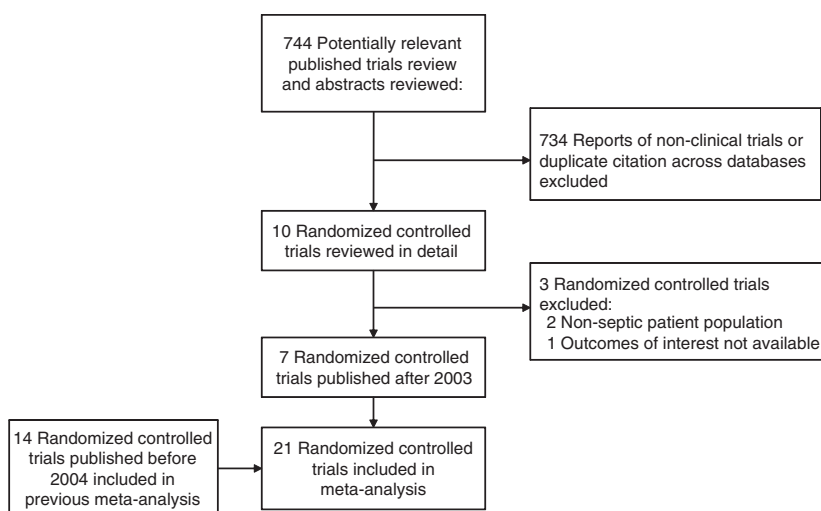 744 Potentially relevant
published trials review
and abstracts reviewed:
734 Reports of non-clinical trials or
duplicate citation across databases
excluded
10 Randomized controlled
trials reviewed in detail
3 Randomized controlled trials
excluded:
2 Non-septic patient population
1 Outcomes of interest not available
7 Randomized controlled
trials published after 2003
14 Randomized controlled
trials published before
2004 included in
previous meta-analysis
21 Randomized controlled
trials included in
meta-analysis